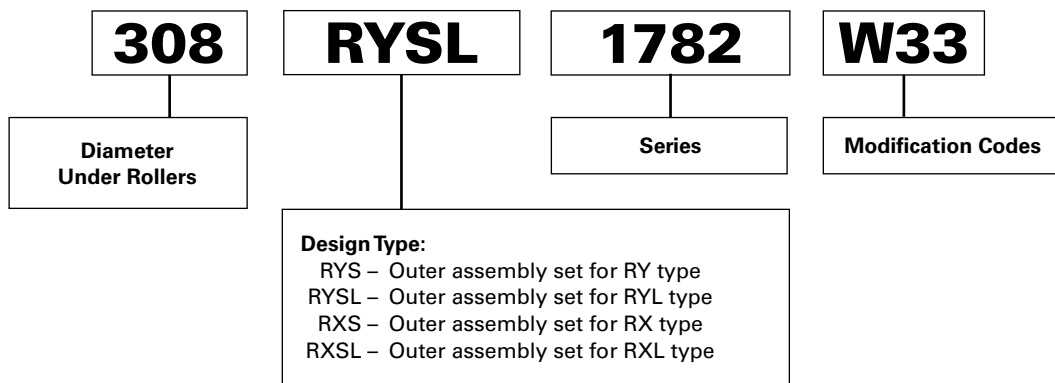 308 RYSL 1782 W33
Diameter
Under Rollers
Series
Modification Codes
Design Type:
RYS – Outer assembly set for RY type
RYSL – Outer assembly set for RYL type
RXS – Outer assembly set for RX type
RXSL – Outer assembly set for RXL type